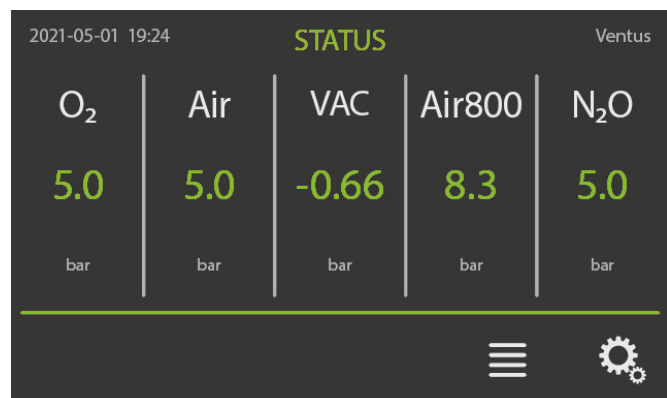 2021-05-01 19:24 STATUS Ventus
O₂ Air VAC Air800 N₂O
5.0 5.0 -0.66 8.3 5.0
bar bar bar bar bar